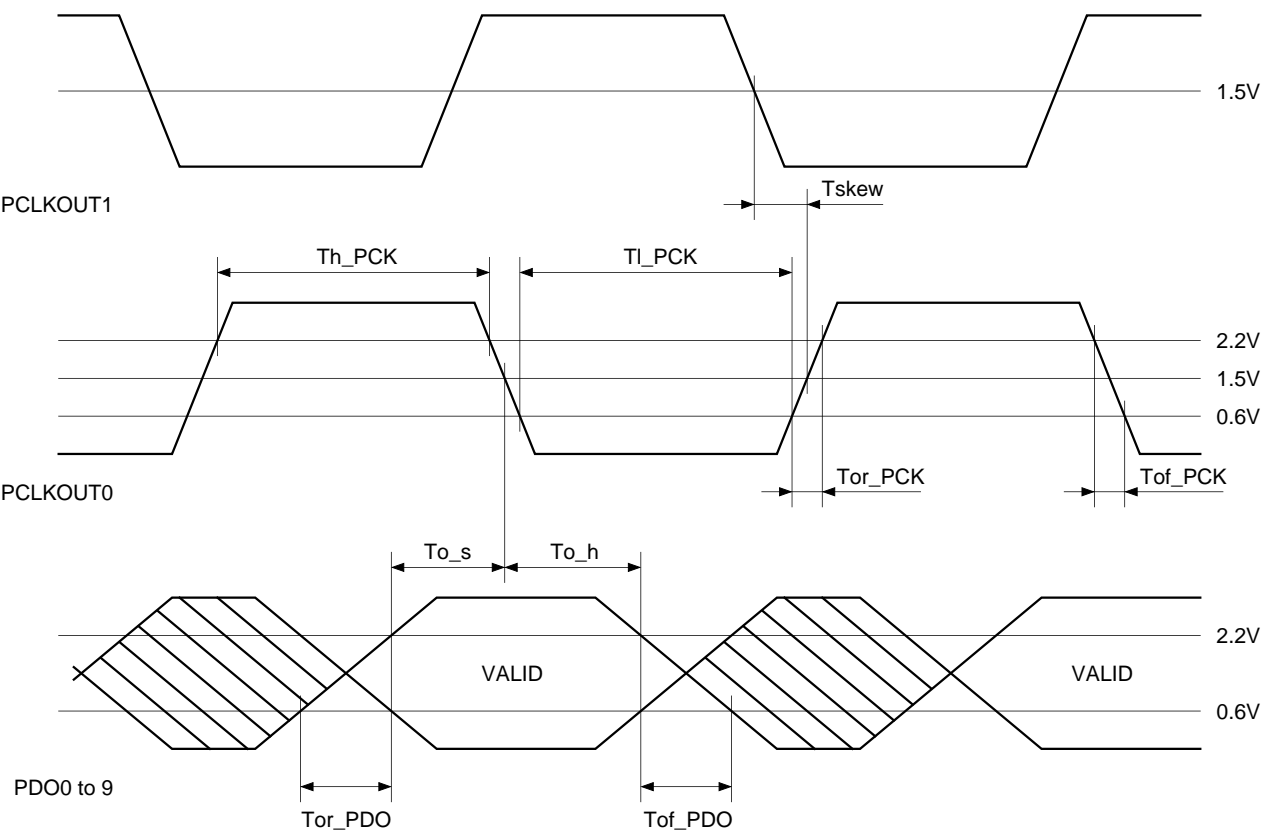 1.5V
Tskew
PCLKOUT1
Th_PCK
Tl_PCK
2.2V
1.5V
0.6V
Tor_PCK
Tof_PCK
PCLKOUT0
To_s
To_h
2.2V
VALID
VALID
0.6V
PDO0 to 9
Tor_PDO
Tof_PDO